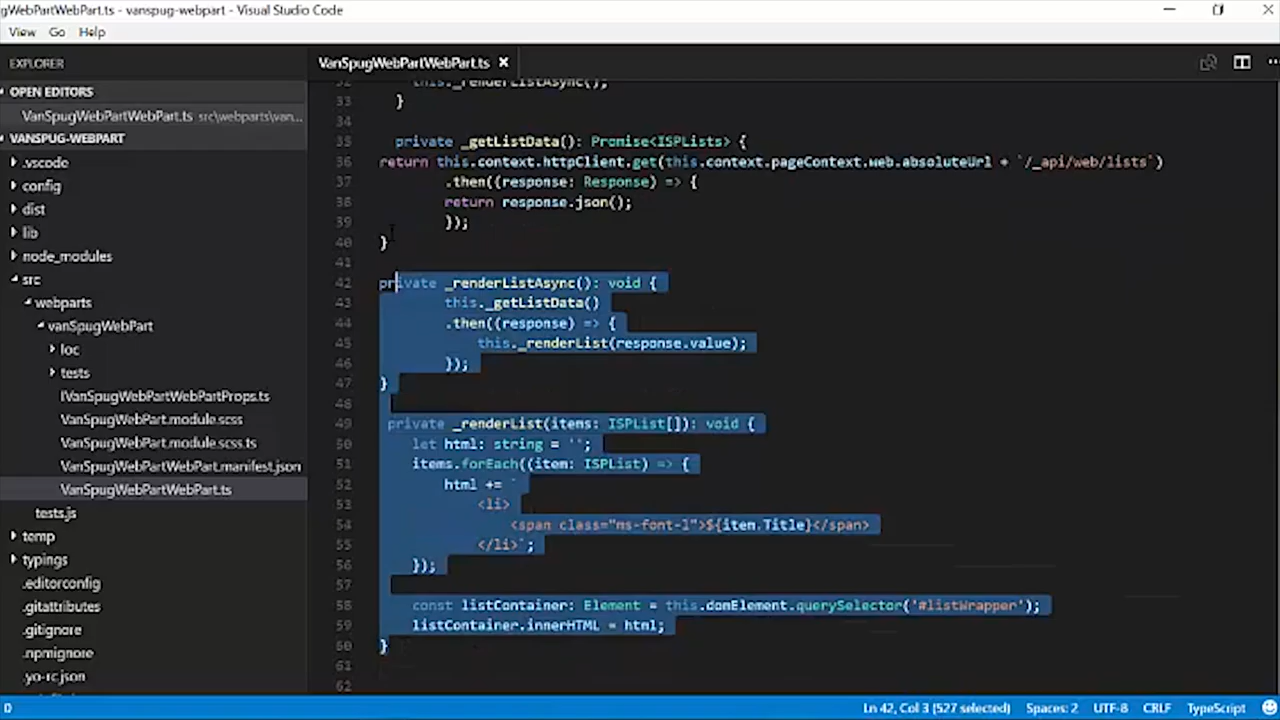 gWebPartWebPart.ts - vanspug-webpart - Visual Studio Code
View Go Help
EXPLORER
OPEN EDITORS
VanSpugWebPartWebPart.ts src\webparts\van...
VANSPUG-WEBPART
.vscode
config
dist
lib
node_modules
src
webparts
vanSpugWebPart
loc
tests
IVanSpugWebPartWebPartProps.ts
VanSpugWebPart.module.scss
VanSpugWebPart.module.scss.ts
VanSpugWebPartWebPart.manifest.json
VanSpugWebPartWebPart.ts
tests.js
temp
typings
.editorconfig
.gitattributes
.gitignore
.npmignore
.yo-rc.json
VanSpugWebPartWebPart.ts
32 this._renderListAsync();
33 }
34
35 private _getListData(): Promise<ISPLists> {
36 return this.context.httpClient.get(this.context.pageContext.web.absoluteUrl + `/_api/web/lists`)
37 .then((response: Response) => {
38 return response.json();
39 });
40 }
41
42 private _renderListAsync(): void {
43 this._getListData()
44 .then((response) => {
45 this._renderList(response.value);
46 });
47 }
48
49 private _renderList(items: ISPList[]): void {
50 let html: string = '';
51 items.forEach((item: ISPList) => {
52 html += `
53 <li>
54 <span class="ms-font-l">${item.Title}</span>
55 </li>`;
56 });
57
58 const listContainer: Element = this.domElement.querySelector('#listWrapper');
59 listContainer.innerHTML = html;
60 }
61
62
0 Ln 42, Col 3 (527 selected) Spaces: 2 UTF-8 CRLF TypeScript